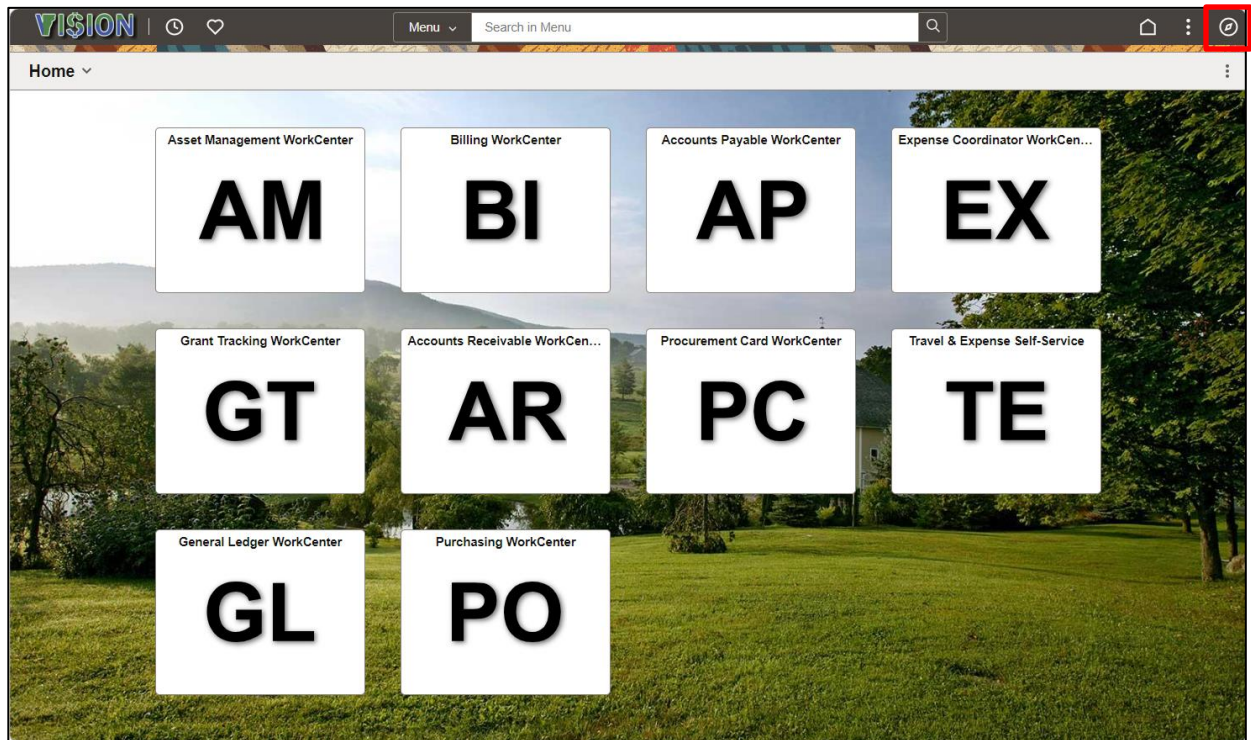 VI$ION
Menu
Search in Menu
Home
Asset Management WorkCenter
AM
Billing WorkCenter
BI
Accounts Payable WorkCenter
AP
Expense Coordinator WorkCen...
EX
Grant Tracking WorkCenter
GT
Accounts Receivable WorkCen...
AR
Procurement Card WorkCenter
PC
Travel & Expense Self-Service
TE
General Ledger WorkCenter
GL
Purchasing WorkCenter
PO